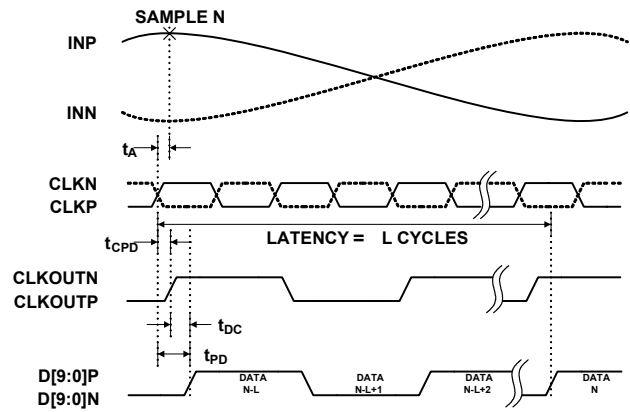 SAMPLE N
INP
INN
tA
CLKN
CLKP
LATENCY = L CYCLES
tCPD
CLKOUTN
CLKOUTP
tDC
tPD
D[9:0]P
D[9:0]N
DATA
N-L
DATA
N-L+1
DATA
N-L+2
DATA
N